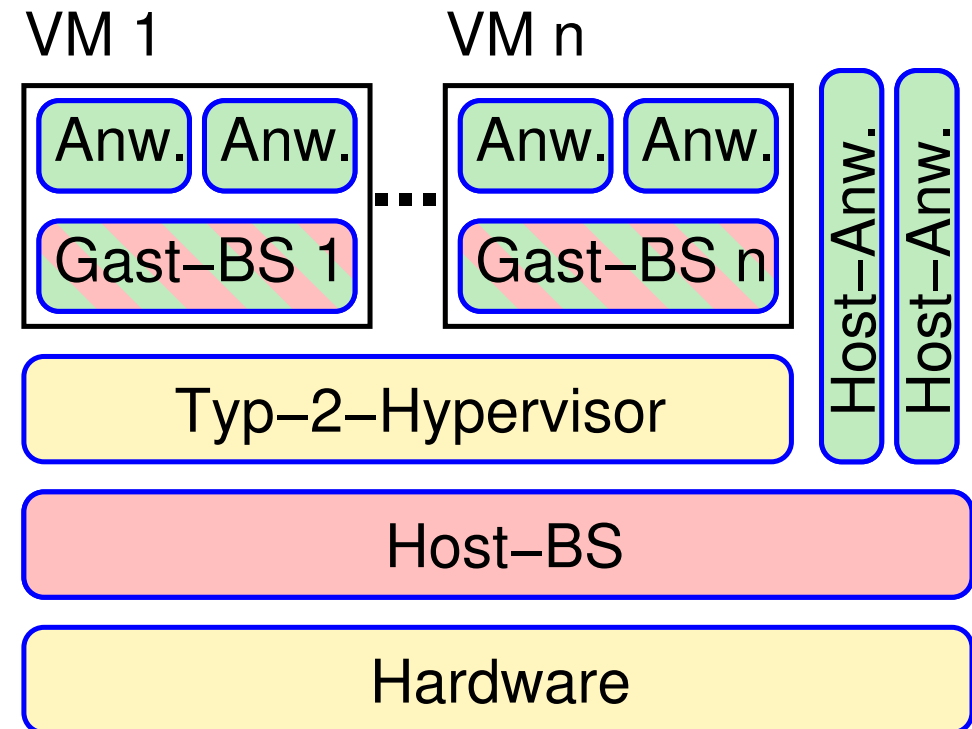 VM 1
VM n
Anw.
Anw.
Anw.
Anw.
Gast–BS 1
Gast–BS n
Host–Anw.
Host–Anw.
Typ–2–Hypervisor
Host–BS
Hardware